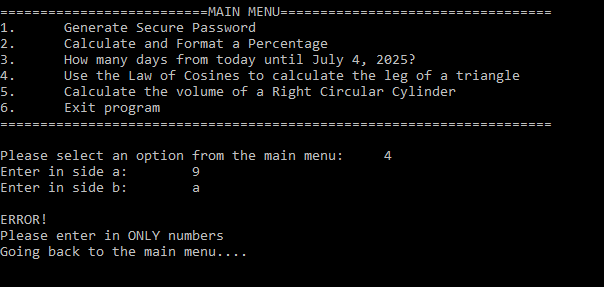 ==========================MAIN MENU==================================
1.      Generate Secure Password
2.      Calculate and Format a Percentage
3.      How many days from today until July 4, 2025?
4.      Use the Law of Cosines to calculate the leg of a triangle
5.      Calculate the volume of a Right Circular Cylinder
6.      Exit program
=====================================================================
Please select an option from the main menu:     4
Enter in side a:        9
Enter in side b:        a
ERROR!
Please enter in ONLY numbers
Going back to the main menu....